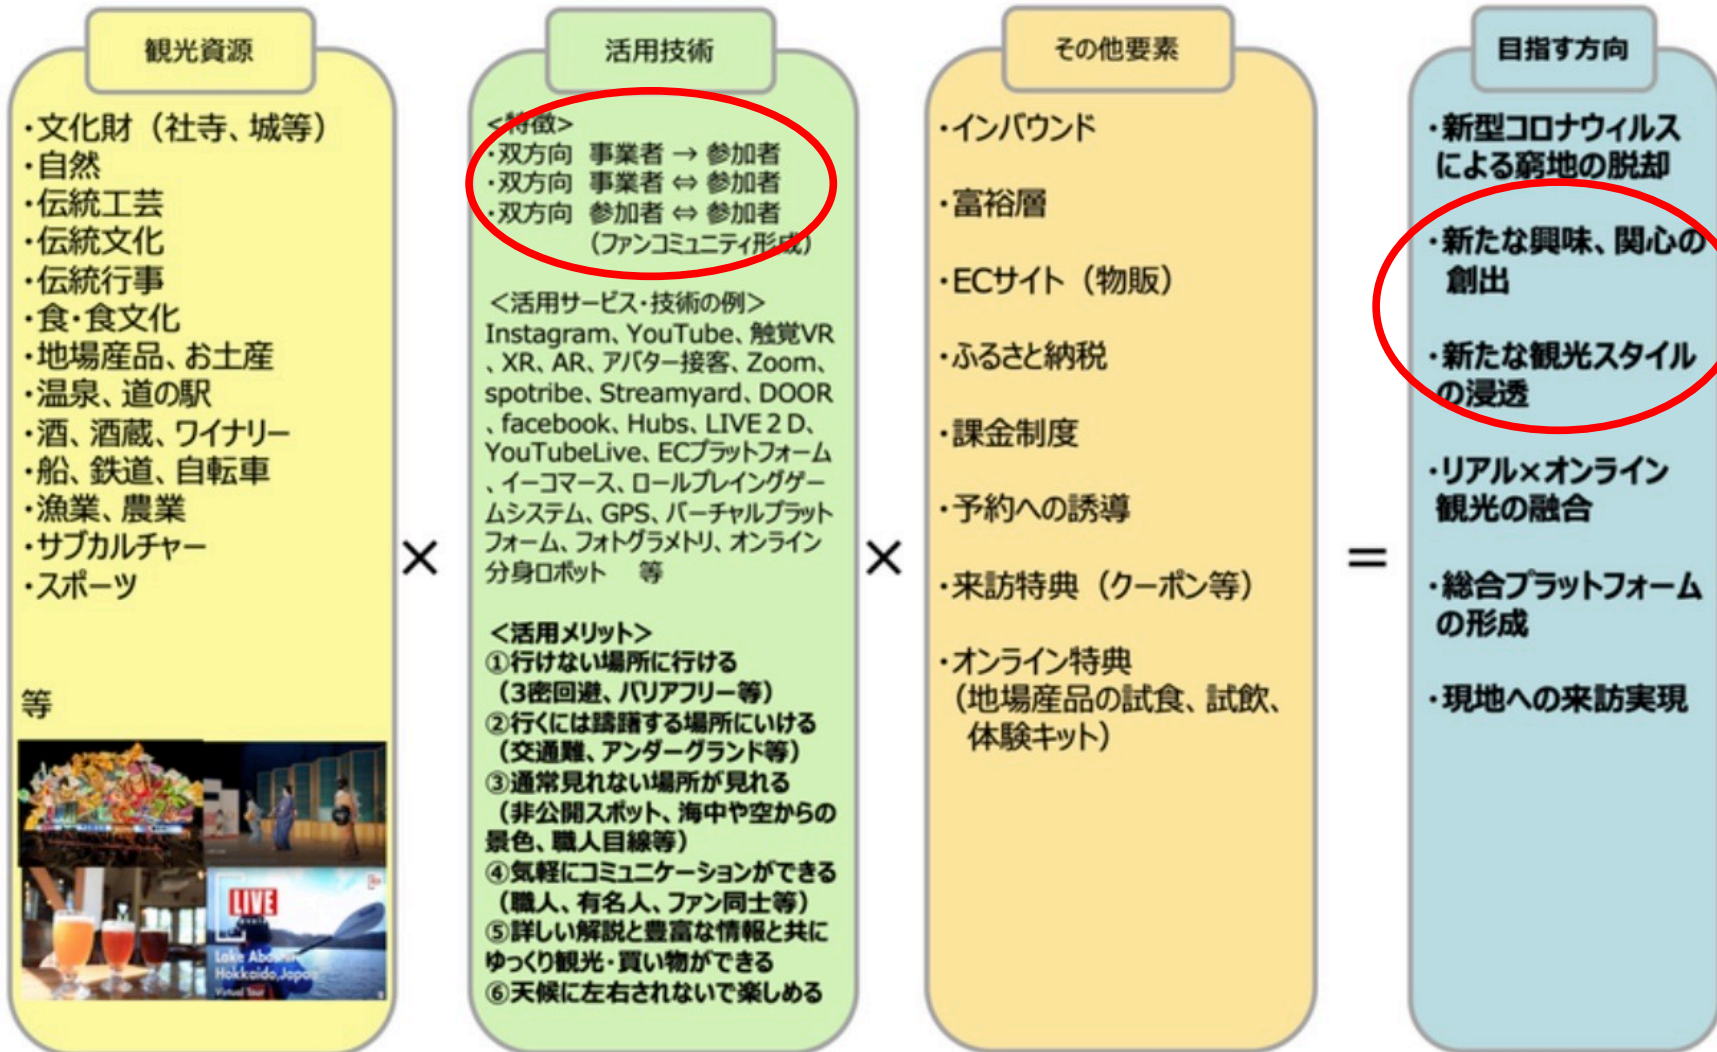 観光資源
・文化財（社寺、城等）
・自然
・伝統工芸
・伝統文化
・伝統行事
・食・食文化
・地場産品、お土産
・温泉、道の駅
・酒、酒蔵、ワイナリー
・船、鉄道、自転車
・漁業、農業
・サブカルチャー
・スポーツ
等
LIVE
Hokkaido,Japan
Virtual Tour
×
活用技術
<特徴>
・双方向 事業者 → 参加者
・双方向 事業者 ⇔ 参加者
・双方向 参加者 ⇔ 参加者
（ファンコミュニティ形成）
＜活用サービス・技術の例＞
Instagram、YouTube、触覚VR
、XR、AR、アバター接客、Zoom、
spotribe、Streamyard、DOOR
、facebook、Hubs、LIVE２D、
YouTubeLive、ECプラットフォーム
、イーコマース、ロールプレイングゲー
ムシステム、GPS、バーチャルプラット
フォーム、フォトグラメトリ、オンライン
分身ロボット 等
＜活用メリット＞
①行けない場所に行ける
（3密回避、バリアフリー等）
②行くには躊躇する場所にいける
（交通難、アンダーグランド等）
③通常見れない場所が見れる
（非公開スポット、海中や空からの
景色、職人目線等）
④気軽にコミュニケーションができる
（職人、有名人、ファン同士等）
⑤詳しい解説と豊富な情報と共に
ゆっくり観光・買い物ができる
⑥天候に左右されないで楽しめる
×
その他要素
・インバウンド
・富裕層
・ECサイト（物販）
・ふるさと納税
・課金制度
・予約への誘導
・来訪特典（クーポン等）
・オンライン特典
（地場産品の試食、試飲、
体験キット）
＝
目指す方向
・新型コロナウィルス
による窮地の脱却
・新たな興味、関心の
創出
・新たな観光スタイル
の浸透
・リアル×オンライン
観光の融合
・総合プラットフォーム
の形成
・現地への来訪実現